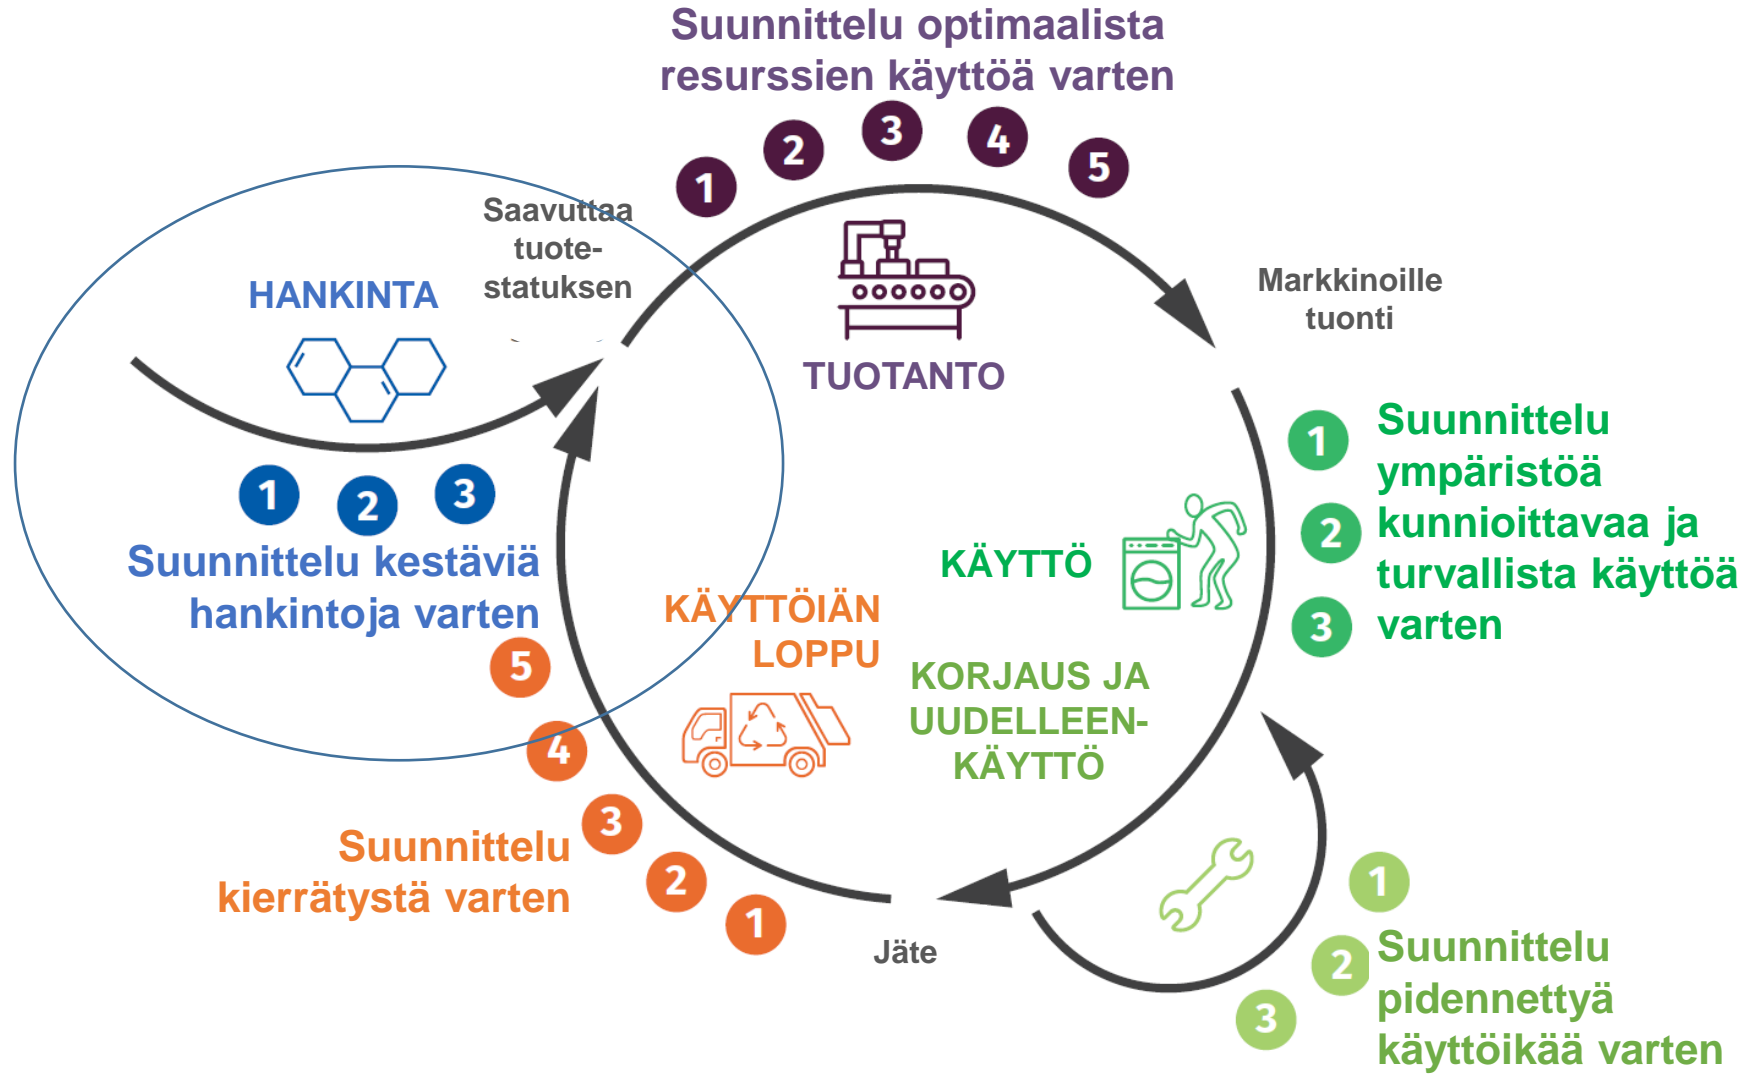 Suunnittelu optimaalista
resurssien käyttöä varten
1 2 3 4 5
Saavuttaa
tuote-
statuksen
HANKINTA
TUOTANTO
Markkinoille
tuonti
1 2 3
Suunnittelu kestäviä
hankintoja varten
1
2
3
Suunnittelu
ympäristöä
kunnioittavaa ja
turvallista käyttöä
varten
KÄYTTÖ
KÄYTTÖIÄN
LOPPU
KORJAUS JA
UUDELLEEN-
KÄYTTÖ
5
4
3
2
1
Suunnittelu
kierrätystä varten
Jäte
1
2
3
Suunnittelu
pidennettyä
käyttöikää varten